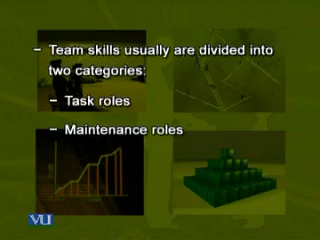 – Team skills usually are divided into
two categories:
– Task roles
– Maintenance roles
VU